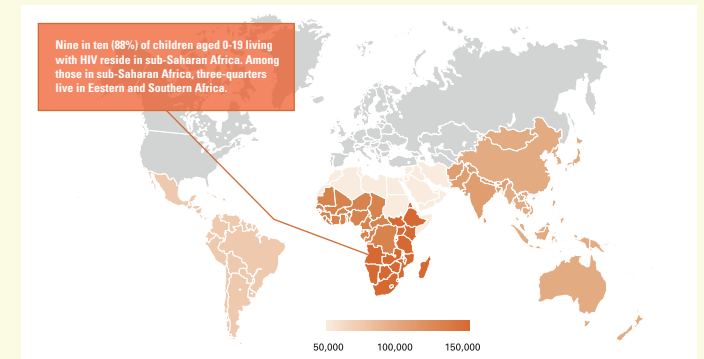 Nine in ten (88%) of children aged 0-19 living
with HIV reside in sub-Saharan Africa. Among
those in sub-Saharan Africa, three-quarters
live in Eestern and Southern Africa.
50,000 100,000 150,000